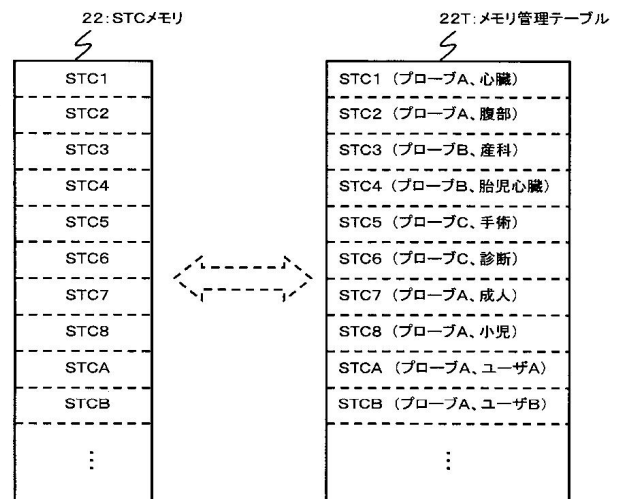 22:STCメモリ
22T:メモリ管理テーブル
STC1
STC2
STC3
STC4
STC5
STC6
STC7
STC8
STCA
STCB
⋮
STC1 (プローブA、心臓)
STC2 (プローブA、腹部)
STC3 (プローブB、産科)
STC4 (プローブB、胎児心臓)
STC5 (プローブC、手術)
STC6 (プローブC、診断)
STC7 (プローブA、成人)
STC8 (プローブA、小児)
STCA (プローブA、ユーザA)
STCB (プローブA、ユーザB)
⋮